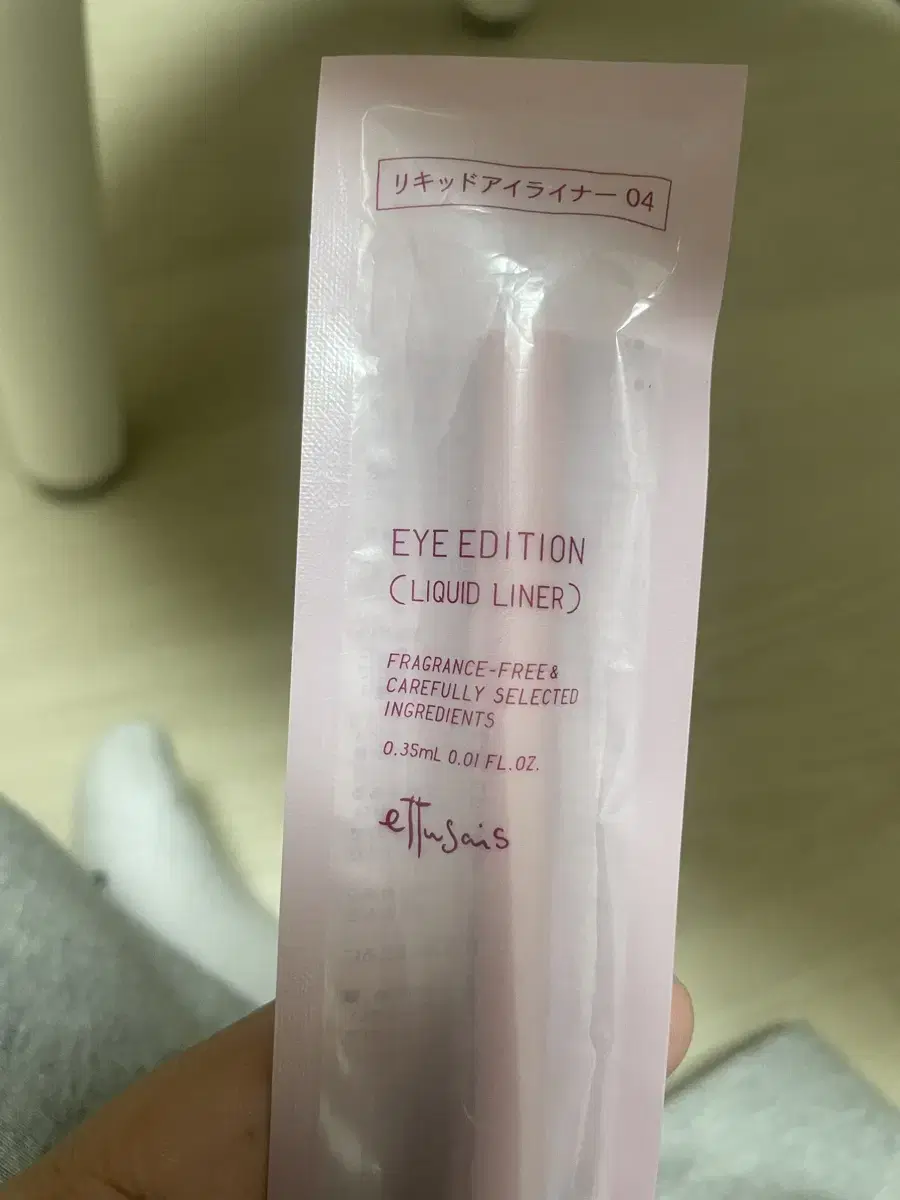 リキッドアイライナー 04
EYE EDITION
(LIQUID LINER)
FRAGRANCE-FREE&
CAREFULLY SELECTED
INGREDIENTS
0.35mL 0.01 FL.OZ.
ettusais